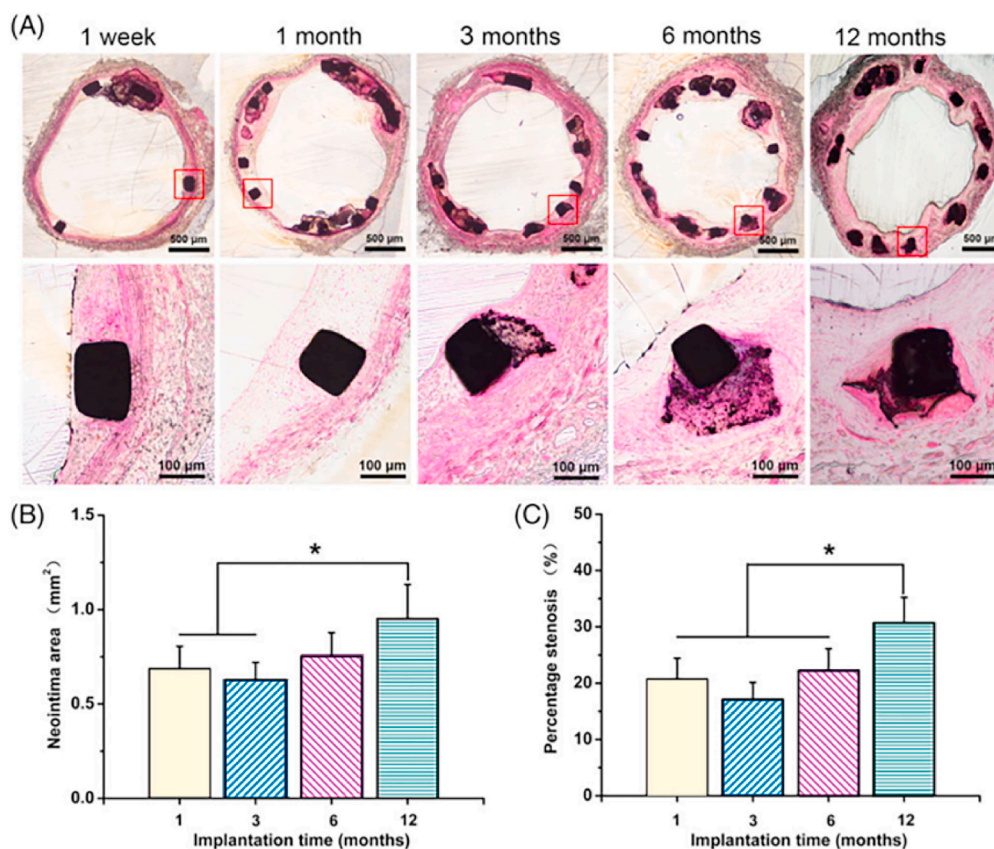 (A)
1 week 1 month 3 months 6 months 12 months
500 μm 500 μm 500 μm 500 μm 500 μm
100 μm 100 μm 100 μm 100 μm 100 μm
(B)
Neointima area (mm²)
1.5
1.0
0.5
0.0
*
1 3 6 12
Implantation time (months)
(C)
Percentage stenosis (%)
50
40
30
20
10
0
*
1 3 6 12
Implantation time (months)